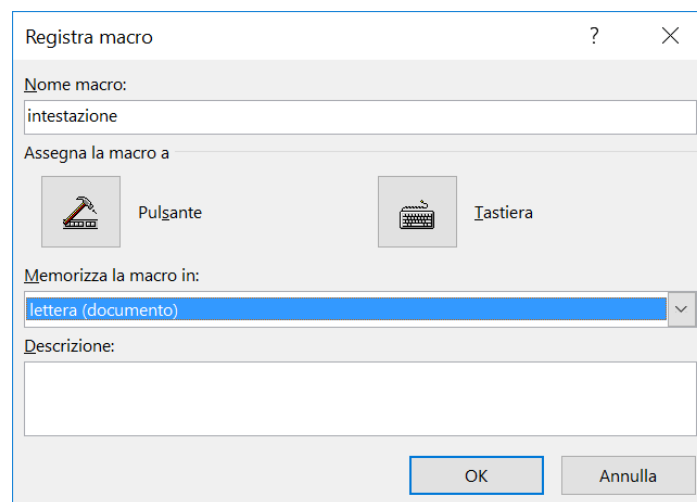 Registra macro ?
Nome macro:
intestazione
Assegna la macro a
Pulsante Tastiera
Memorizza la macro in:
lettera (documento)
Descrizione:
OK Annulla